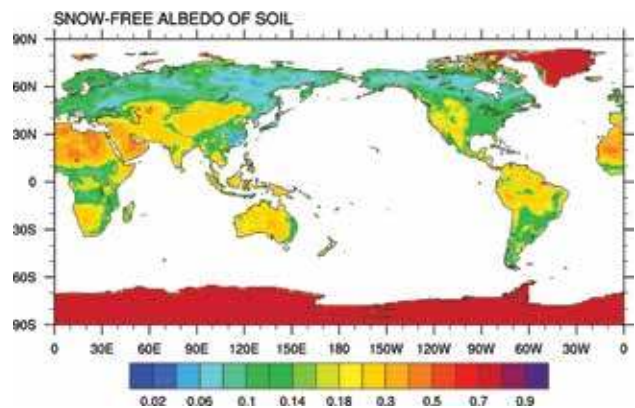 SNOW-FREE ALBEDO OF SOIL
90N
60N
30N
0
30S
60S
90S
0 30E 60E 90E 120E 150E 180 150W 120W 90W 60W 30W 0
0.02 0.06 0.1 0.14 0.18 0.3 0.5 0.7 0.9